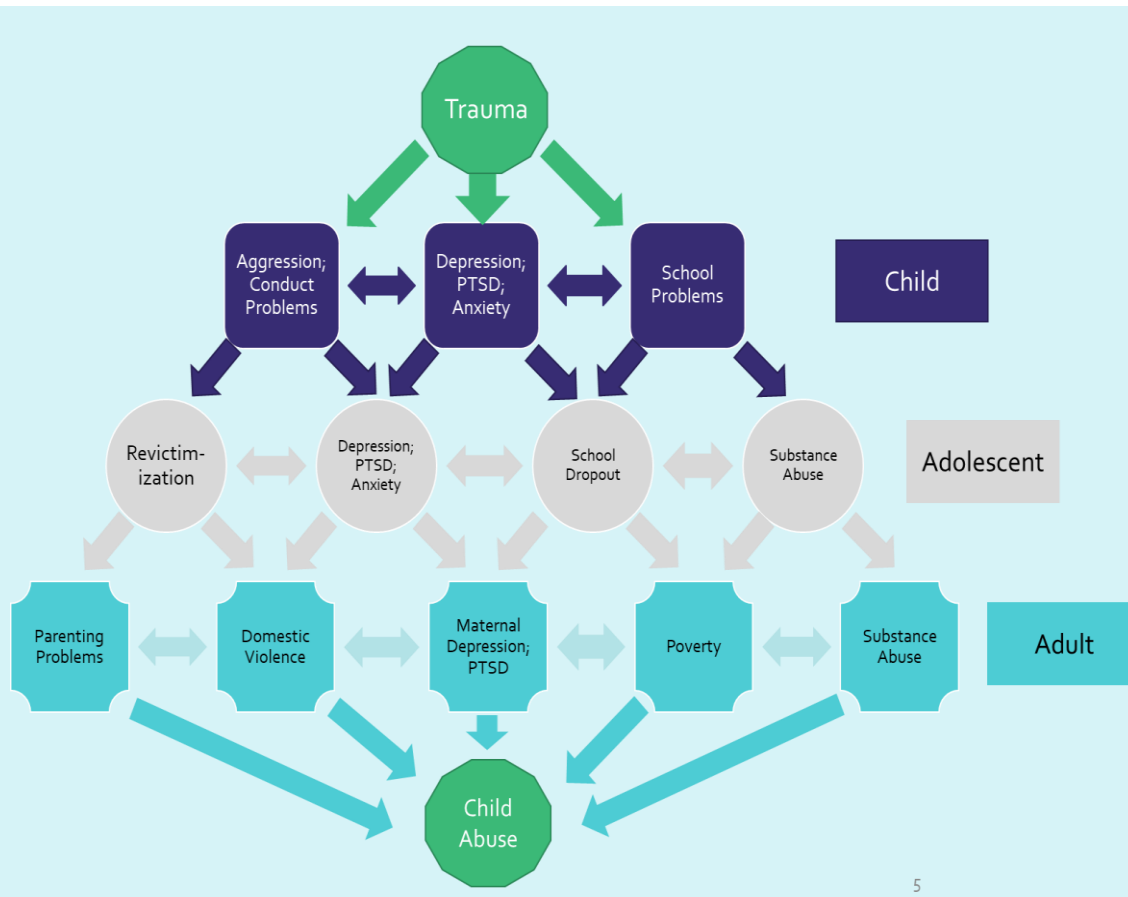 Trauma
Aggression;
Conduct
Problems
Depression;
PTSD;
Anxiety
School
Problems
Child
Revictim-
ization
Depression;
PTSD;
Anxiety
School
Dropout
Substance
Abuse
Adolescent
Parenting
Problems
Domestic
Violence
Maternal
Depression;
PTSD
Poverty
Substance
Abuse
Adult
Child
Abuse
5